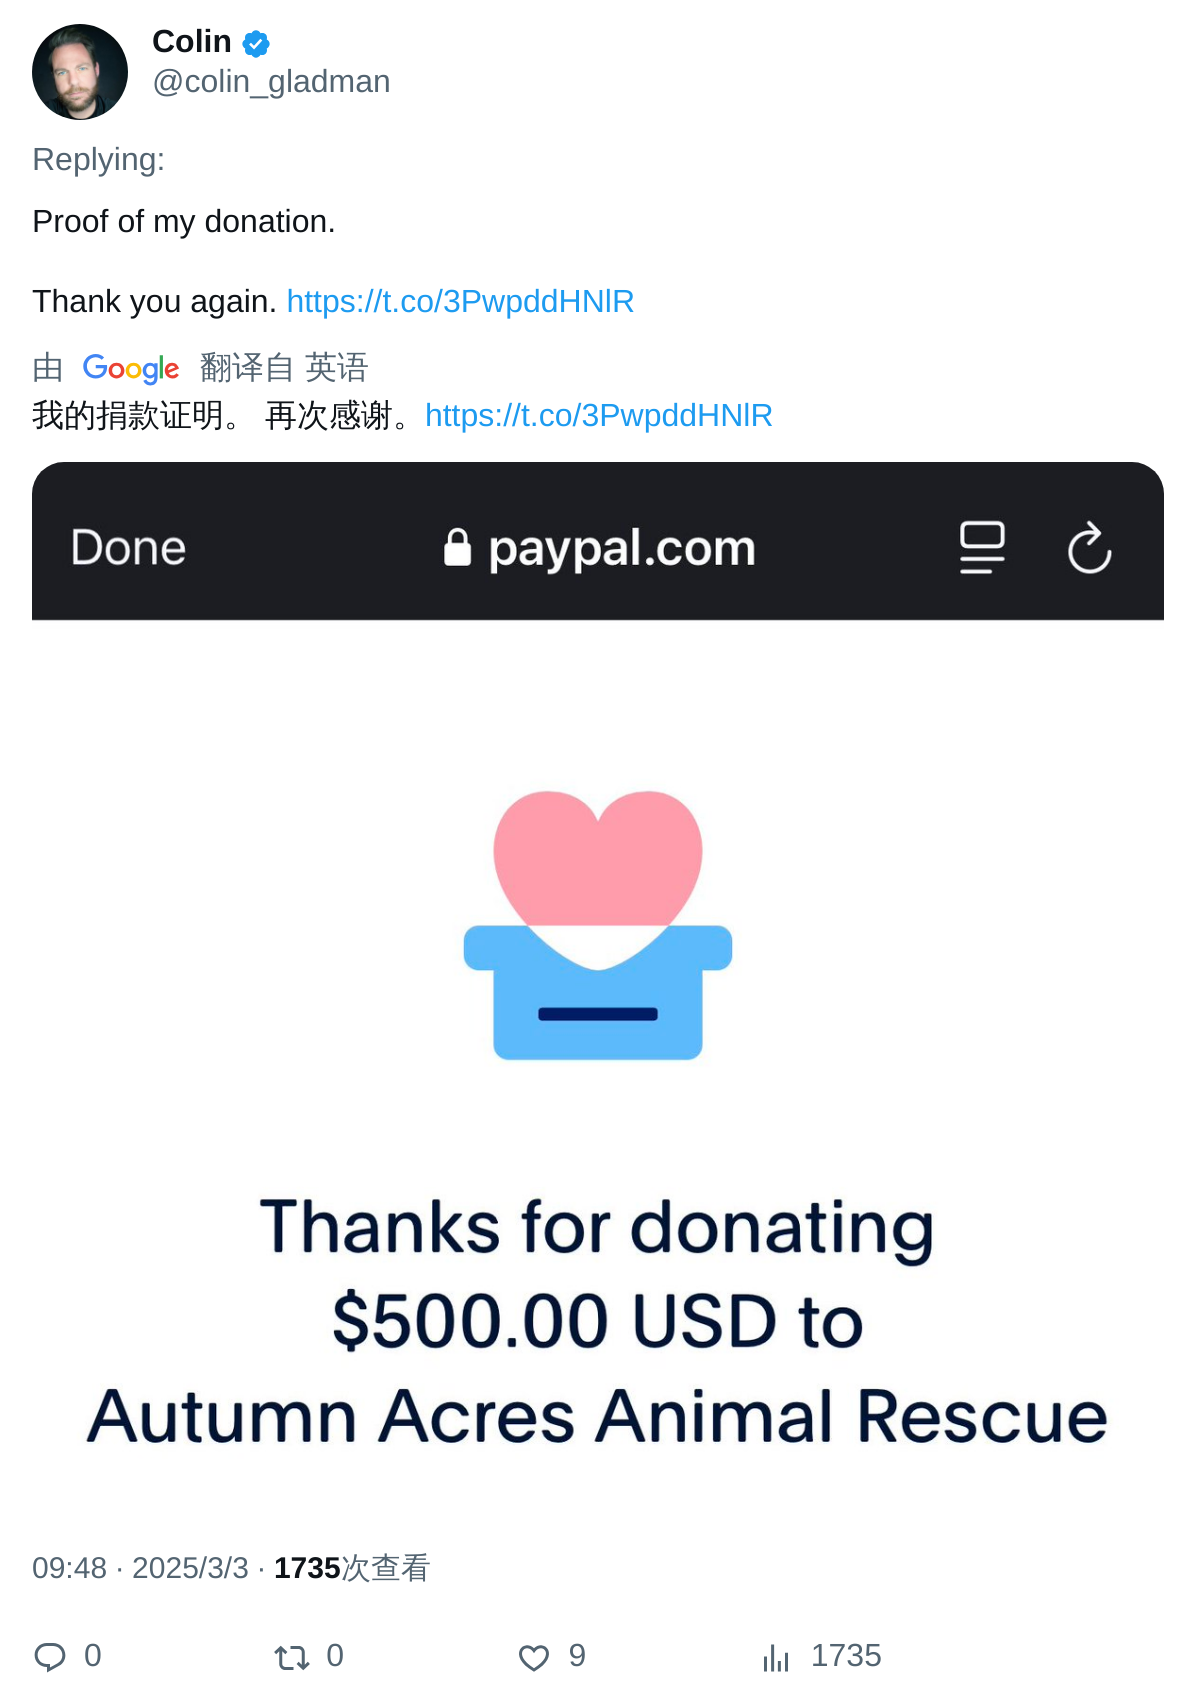 Colin
@colin_gladman
Replying:
Proof of my donation.
Thank you again. https://t.co/3PwpddHNlR
由 Google 翻译自 英语
我的捐款证明。 再次感谢。https://t.co/3PwpddHNlR
Done paypal.com
Thanks for donating
$500.00 USD to
Autumn Acres Animal Rescue
09:48 · 2025/3/3 · 1735次查看
0 0 9 1735